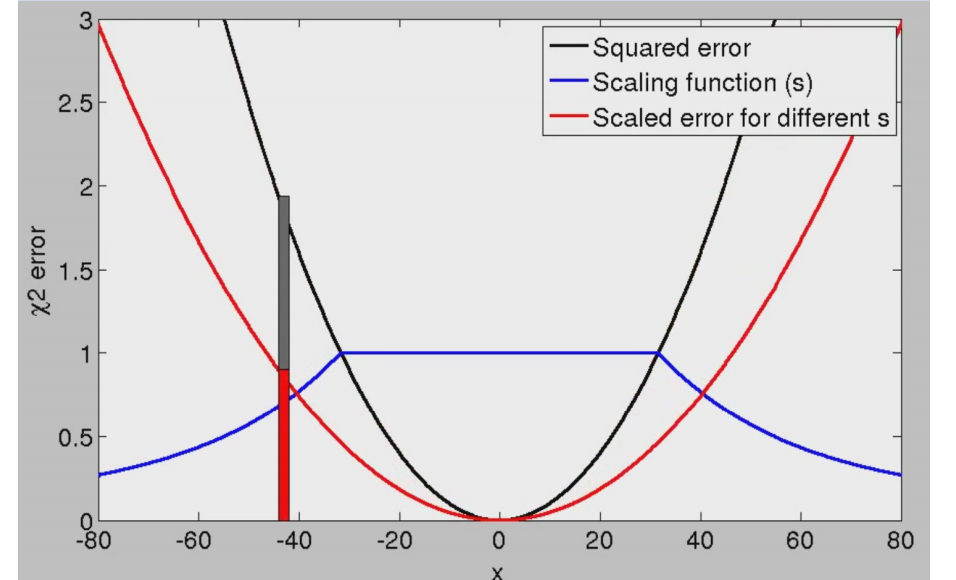 3
2.5
2
1.5
1
0.5
0
χ2 error
-80 -60 -40 -20 0 20 40 60 80
x
Squared error
Scaling function (s)
Scaled error for different s